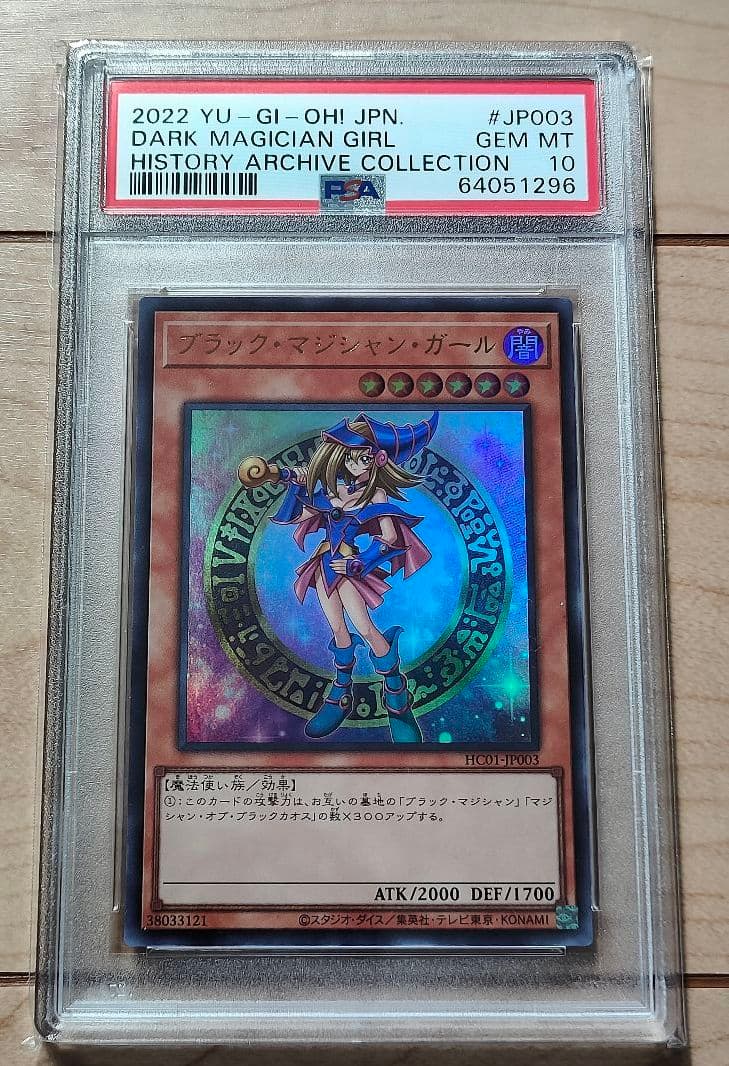 2022 YU-GI-OH! JPN. #JP003
DARK MAGICIAN GIRL GEM MT
HISTORY ARCHIVE COLLECTION 10
PSA 64051296
ブラック・マジシャン・ガール
やみ
闇
HC01-JP003
【魔法使い族／効果】
①：このカードの攻撃力は、お互いの墓地の「ブラック・マジシャン」「マジ
シャン・オブ・ブラックカオス」の数×３００アップする。
ATK/2000 DEF/1700
38033121 ©スタジオ・ダイス／集英社・テレビ東京・KONAMI